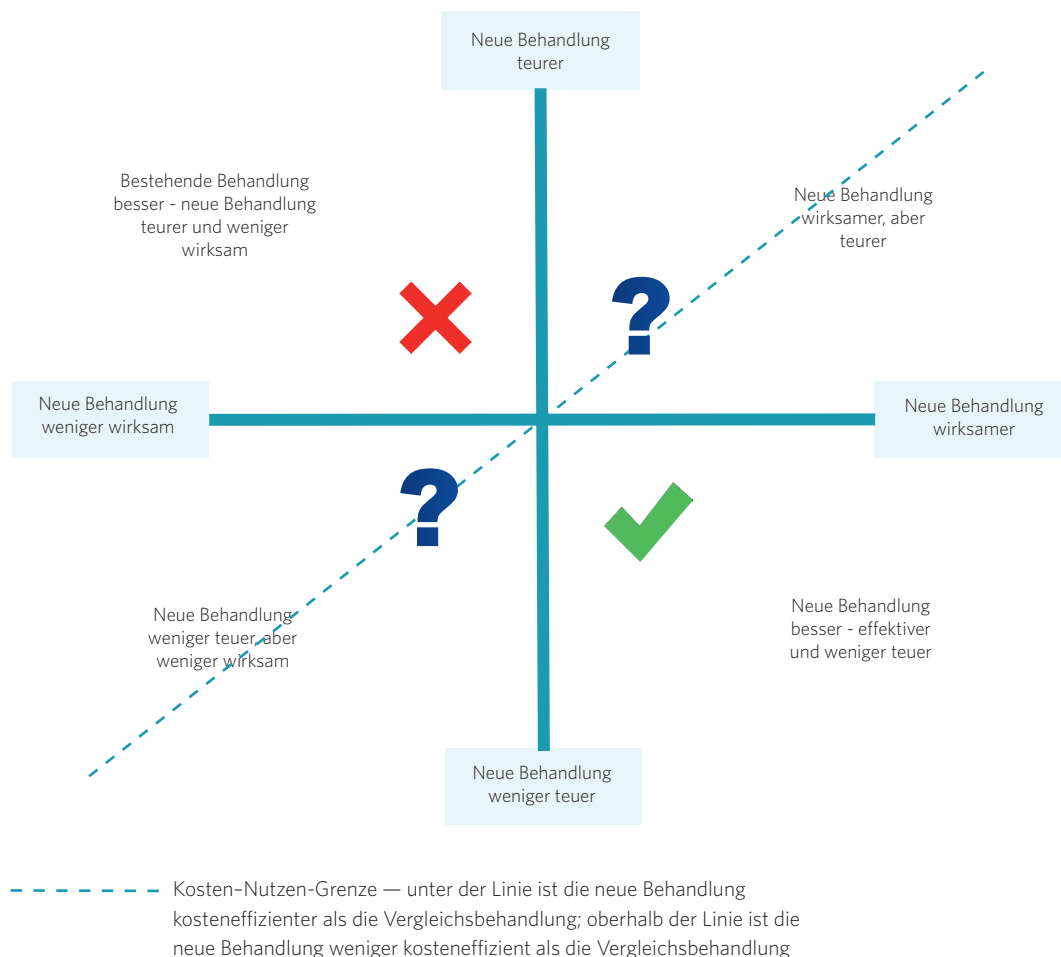 Neue Behandlung
teurer
Bestehende Behandlung
besser - neue Behandlung
teurer und weniger
wirksam
Neue Behandlung
wirksamer, aber
teurer
?
Neue Behandlung
weniger wirksam
Neue Behandlung
wirksamer
?
Neue Behandlung
weniger teuer, aber
weniger wirksam
Neue Behandlung
besser - effektiver
und weniger teuer
Neue Behandlung
weniger teuer
Kosten–Nutzen-Grenze — unter der Linie ist die neue Behandlung
kosteneffizienter als die Vergleichsbehandlung; oberhalb der Linie ist die
neue Behandlung weniger kosteneffizient als die Vergleichsbehandlung